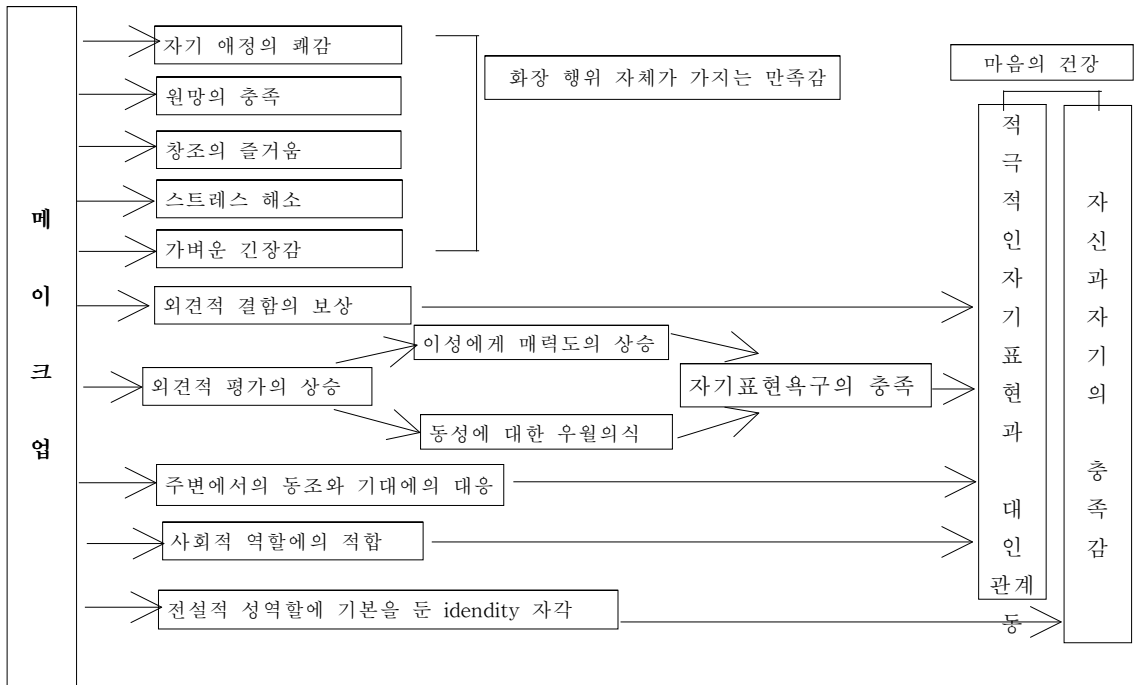 메이크업
자기 애정의 쾌감
원망의 충족
창조의 즐거움
스트레스 해소
가벼운 긴장감
화장 행위 자체가 가지는 만족감
외견적 결함의 보상
외견적 평가의 상승
이성에게 매력도의 상승
동성에 대한 우월의식
자기표현욕구의 충족
주변에서의 동조와 기대에의 대응
사회적 역할에의 적합
전설적 성역할에 기본을 둔 idendity 자각
마음의 건강
적극적인자기표현과 대인관계동
자신과자기의 충족감